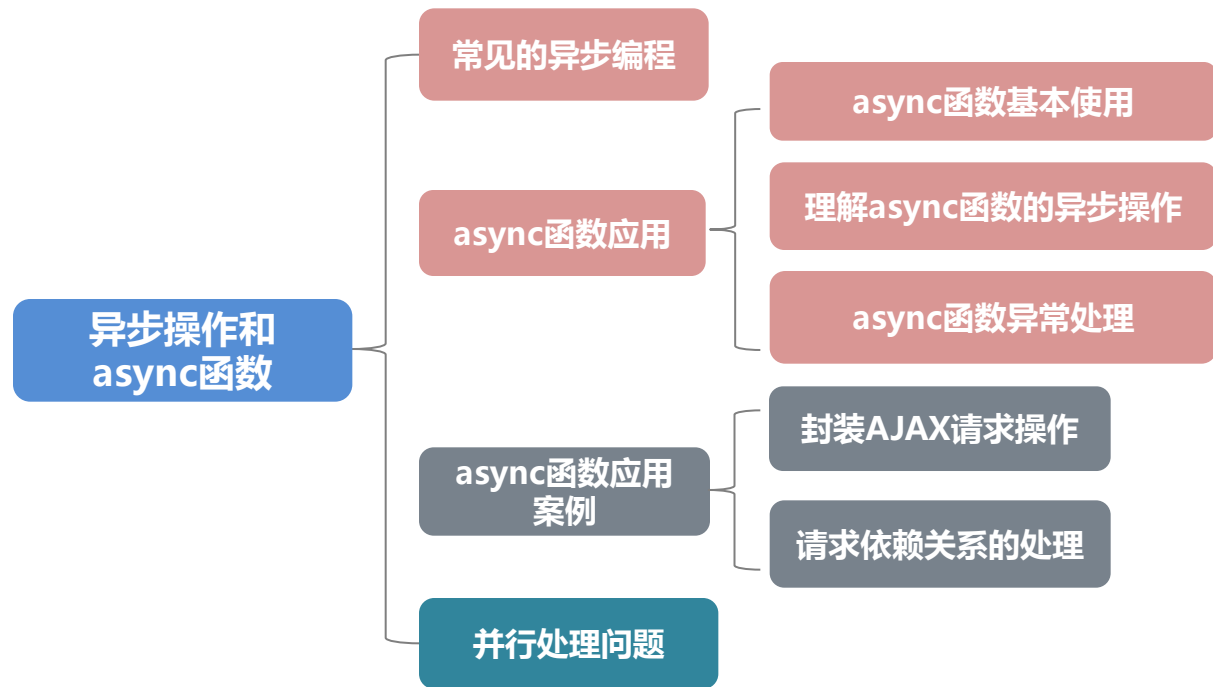 常见的异步编程
async函数基本使用
理解async函数的异步操作
async函数应用
async函数异常处理
异步操作和
async函数
封装AJAX请求操作
async函数应用
案例
请求依赖关系的处理
并行处理问题